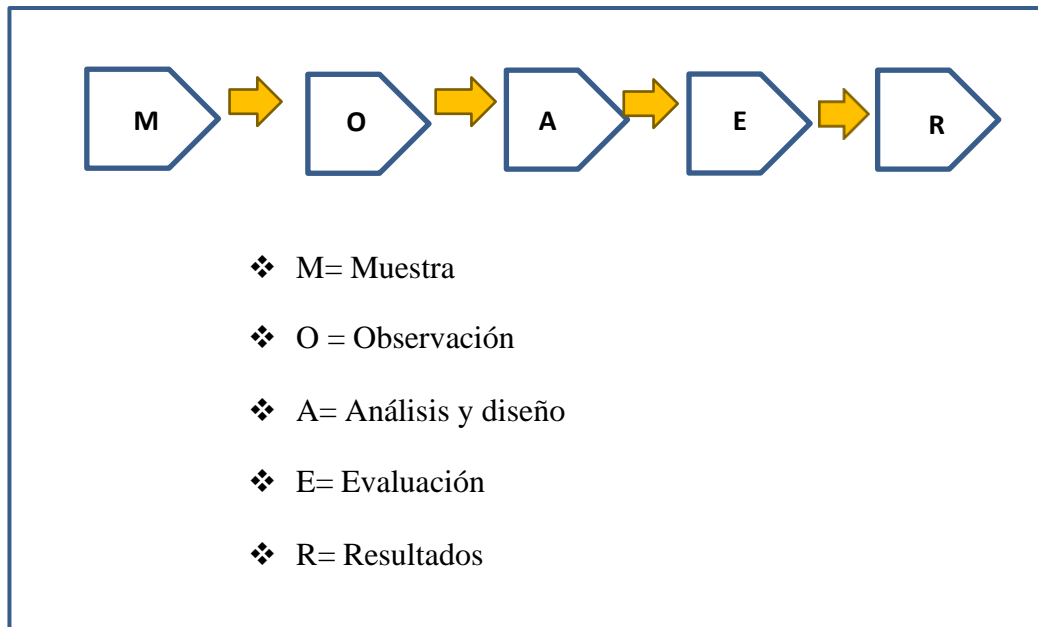 M O A E R
❖ M= Muestra
❖ O = Observación
❖ A= Análisis y diseño
❖ E= Evaluación
❖ R= Resultados